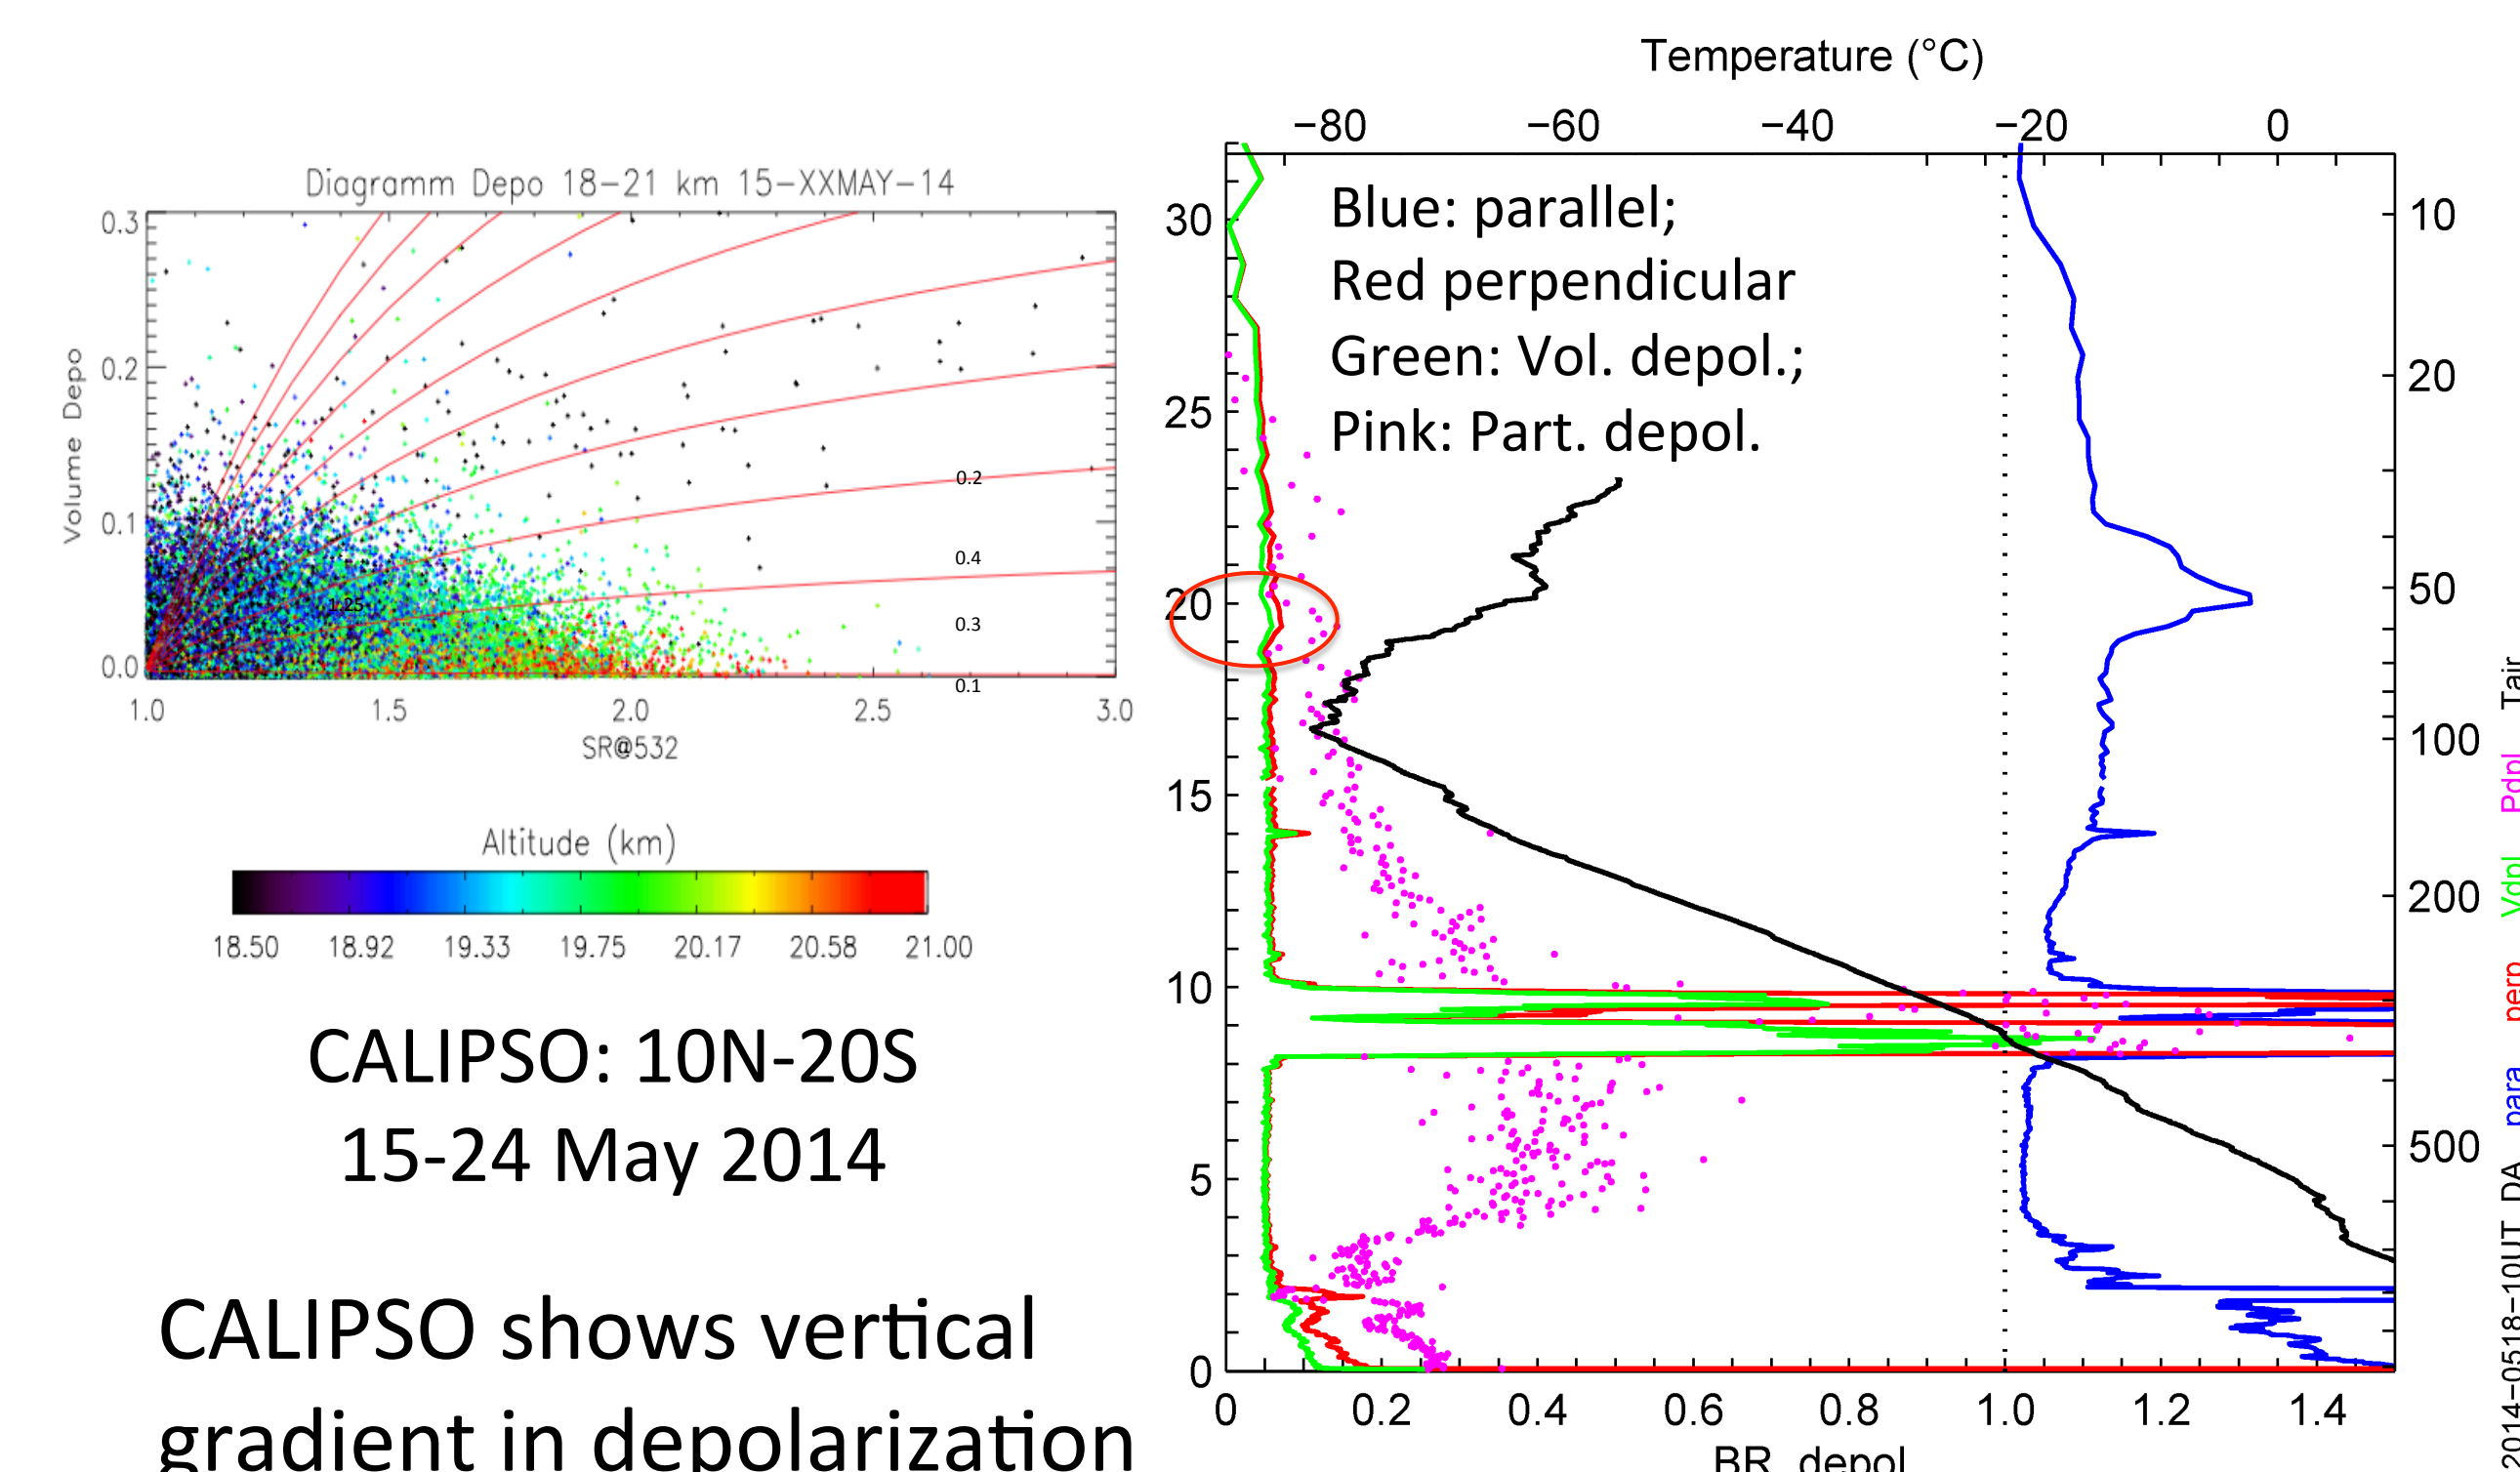 Diagramm Depo 18-21 km 15-XXMAY-14
Volume Depo
0.3
0.2
0.1
0.0
0.2
0.4
1.25
0.3
0.1
1.0 1.5 2.0 2.5 3.0
SR@532
Altitude (km)
18.50 18.92 19.33 19.75 20.17 20.58 21.00
CALIPSO: 10N-20S
15-24 May 2014
CALIPSO shows vertical
gradient in depolarization
Temperature (°C)
−80 −60 −40 −20 0
Blue: parallel;
Red perpendicular
Green: Vol. depol.;
Pink: Part. depol.
30
25
20
15
10
5
0
10
20
50
100
200
500
0 0.2 0.4 0.6 0.8 1.0 1.2 1.4
BR, depol
2014−0518−10UT_DA para perp Vdpl Pdpl Tair